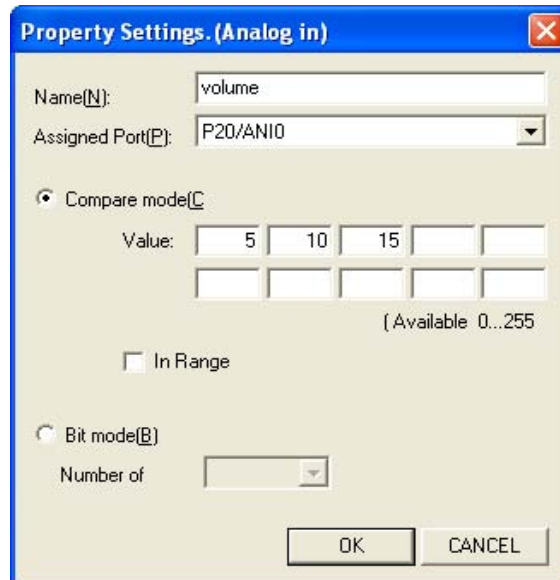 Property Settings.(Analog in)
Name(N): volume
Assigned Port(P): P20/ANI0
Compare mode(C
Value: 5 10 15
(Available 0...255
In Range
Bit mode(B)
Number of
OK CANCEL